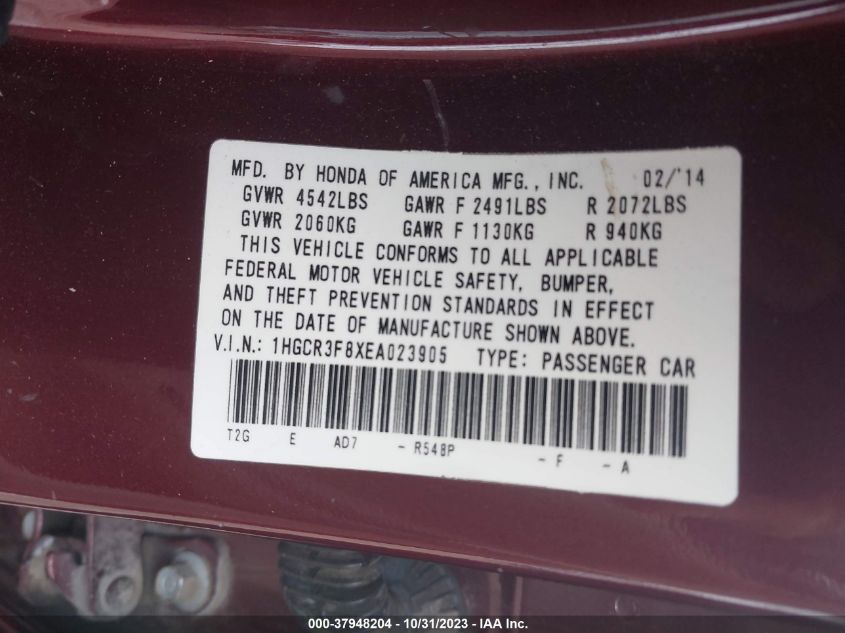 MFD. BY HONDA OF AMERICA MFG., INC. 02/'14
GVWR 4542LBS GAWR F 2491LBS R 2072LBS
GVWR 2060KG GAWR F 1130KG R 940KG
THIS VEHICLE CONFORMS TO ALL APPLICABLE
FEDERAL MOTOR VEHICLE SAFETY, BUMPER,
AND THEFT PREVENTION STANDARDS IN EFFECT
ON THE DATE OF MANUFACTURE SHOWN ABOVE.
V.I.N.: 1HGCR3F8XEA023905 TYPE: PASSENGER CAR
T2G E AD7 - R548P - F - A
000-37948204 - 10/31/2023 - IAA Inc.